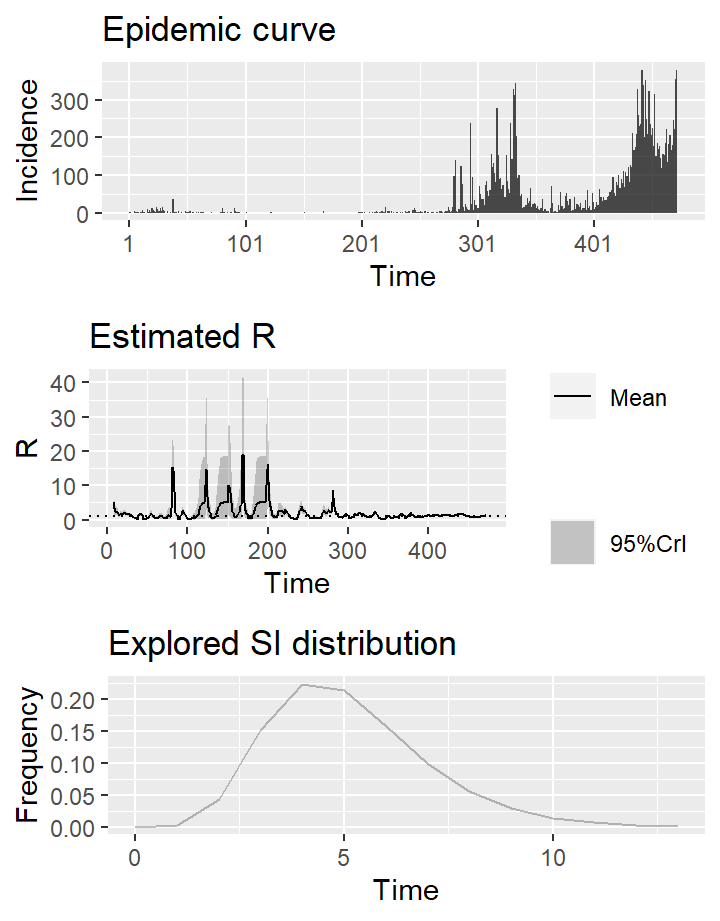 Epidemic curve
Incidence
300
200
100
0
1 101 201 301 401
Time
Estimated R
R
40
30
20
10
0
0 100 200 300 400
Time
Mean
95%CrI
Explored SI distribution
Frequency
0.20
0.15
0.10
0.05
0.00
0 5 10
Time